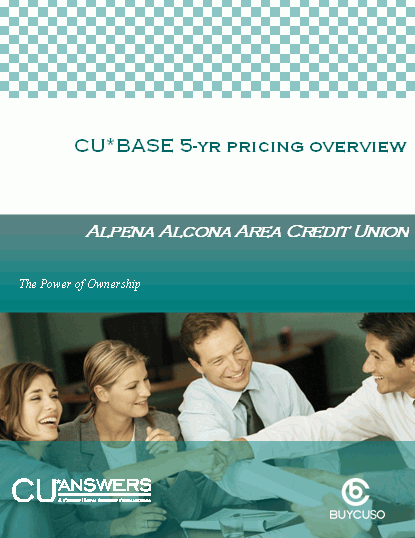 CU*BASE 5-YR PRICING OVERVIEW
ALPENA ALCONA AREA CREDIT UNION
The Power of Ownership
CU*ANSWERS
BUYCUSO